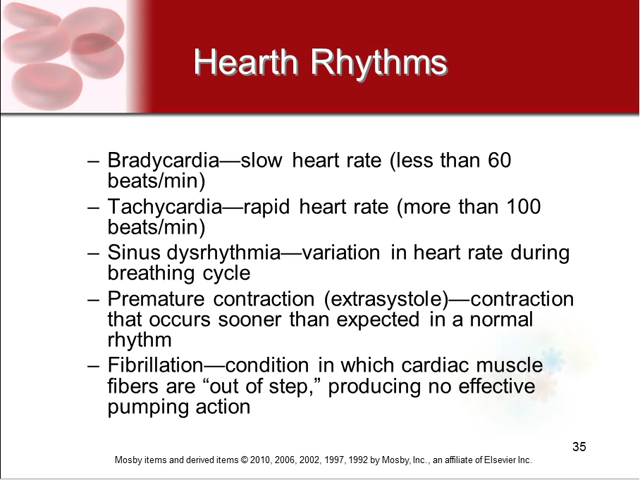 Hearth Rhythms
– Bradycardia—slow heart rate (less than 60
beats/min)
– Tachycardia—rapid heart rate (more than 100
beats/min)
– Sinus dysrhythmia—variation in heart rate during
breathing cycle
– Premature contraction (extrasystole)—contraction
that occurs sooner than expected in a normal
rhythm
– Fibrillation—condition in which cardiac muscle
fibers are “out of step,” producing no effective
pumping action
35
Mosby items and derived items © 2010, 2006, 2002, 1997, 1992 by Mosby, Inc., an affiliate of Elsevier Inc.